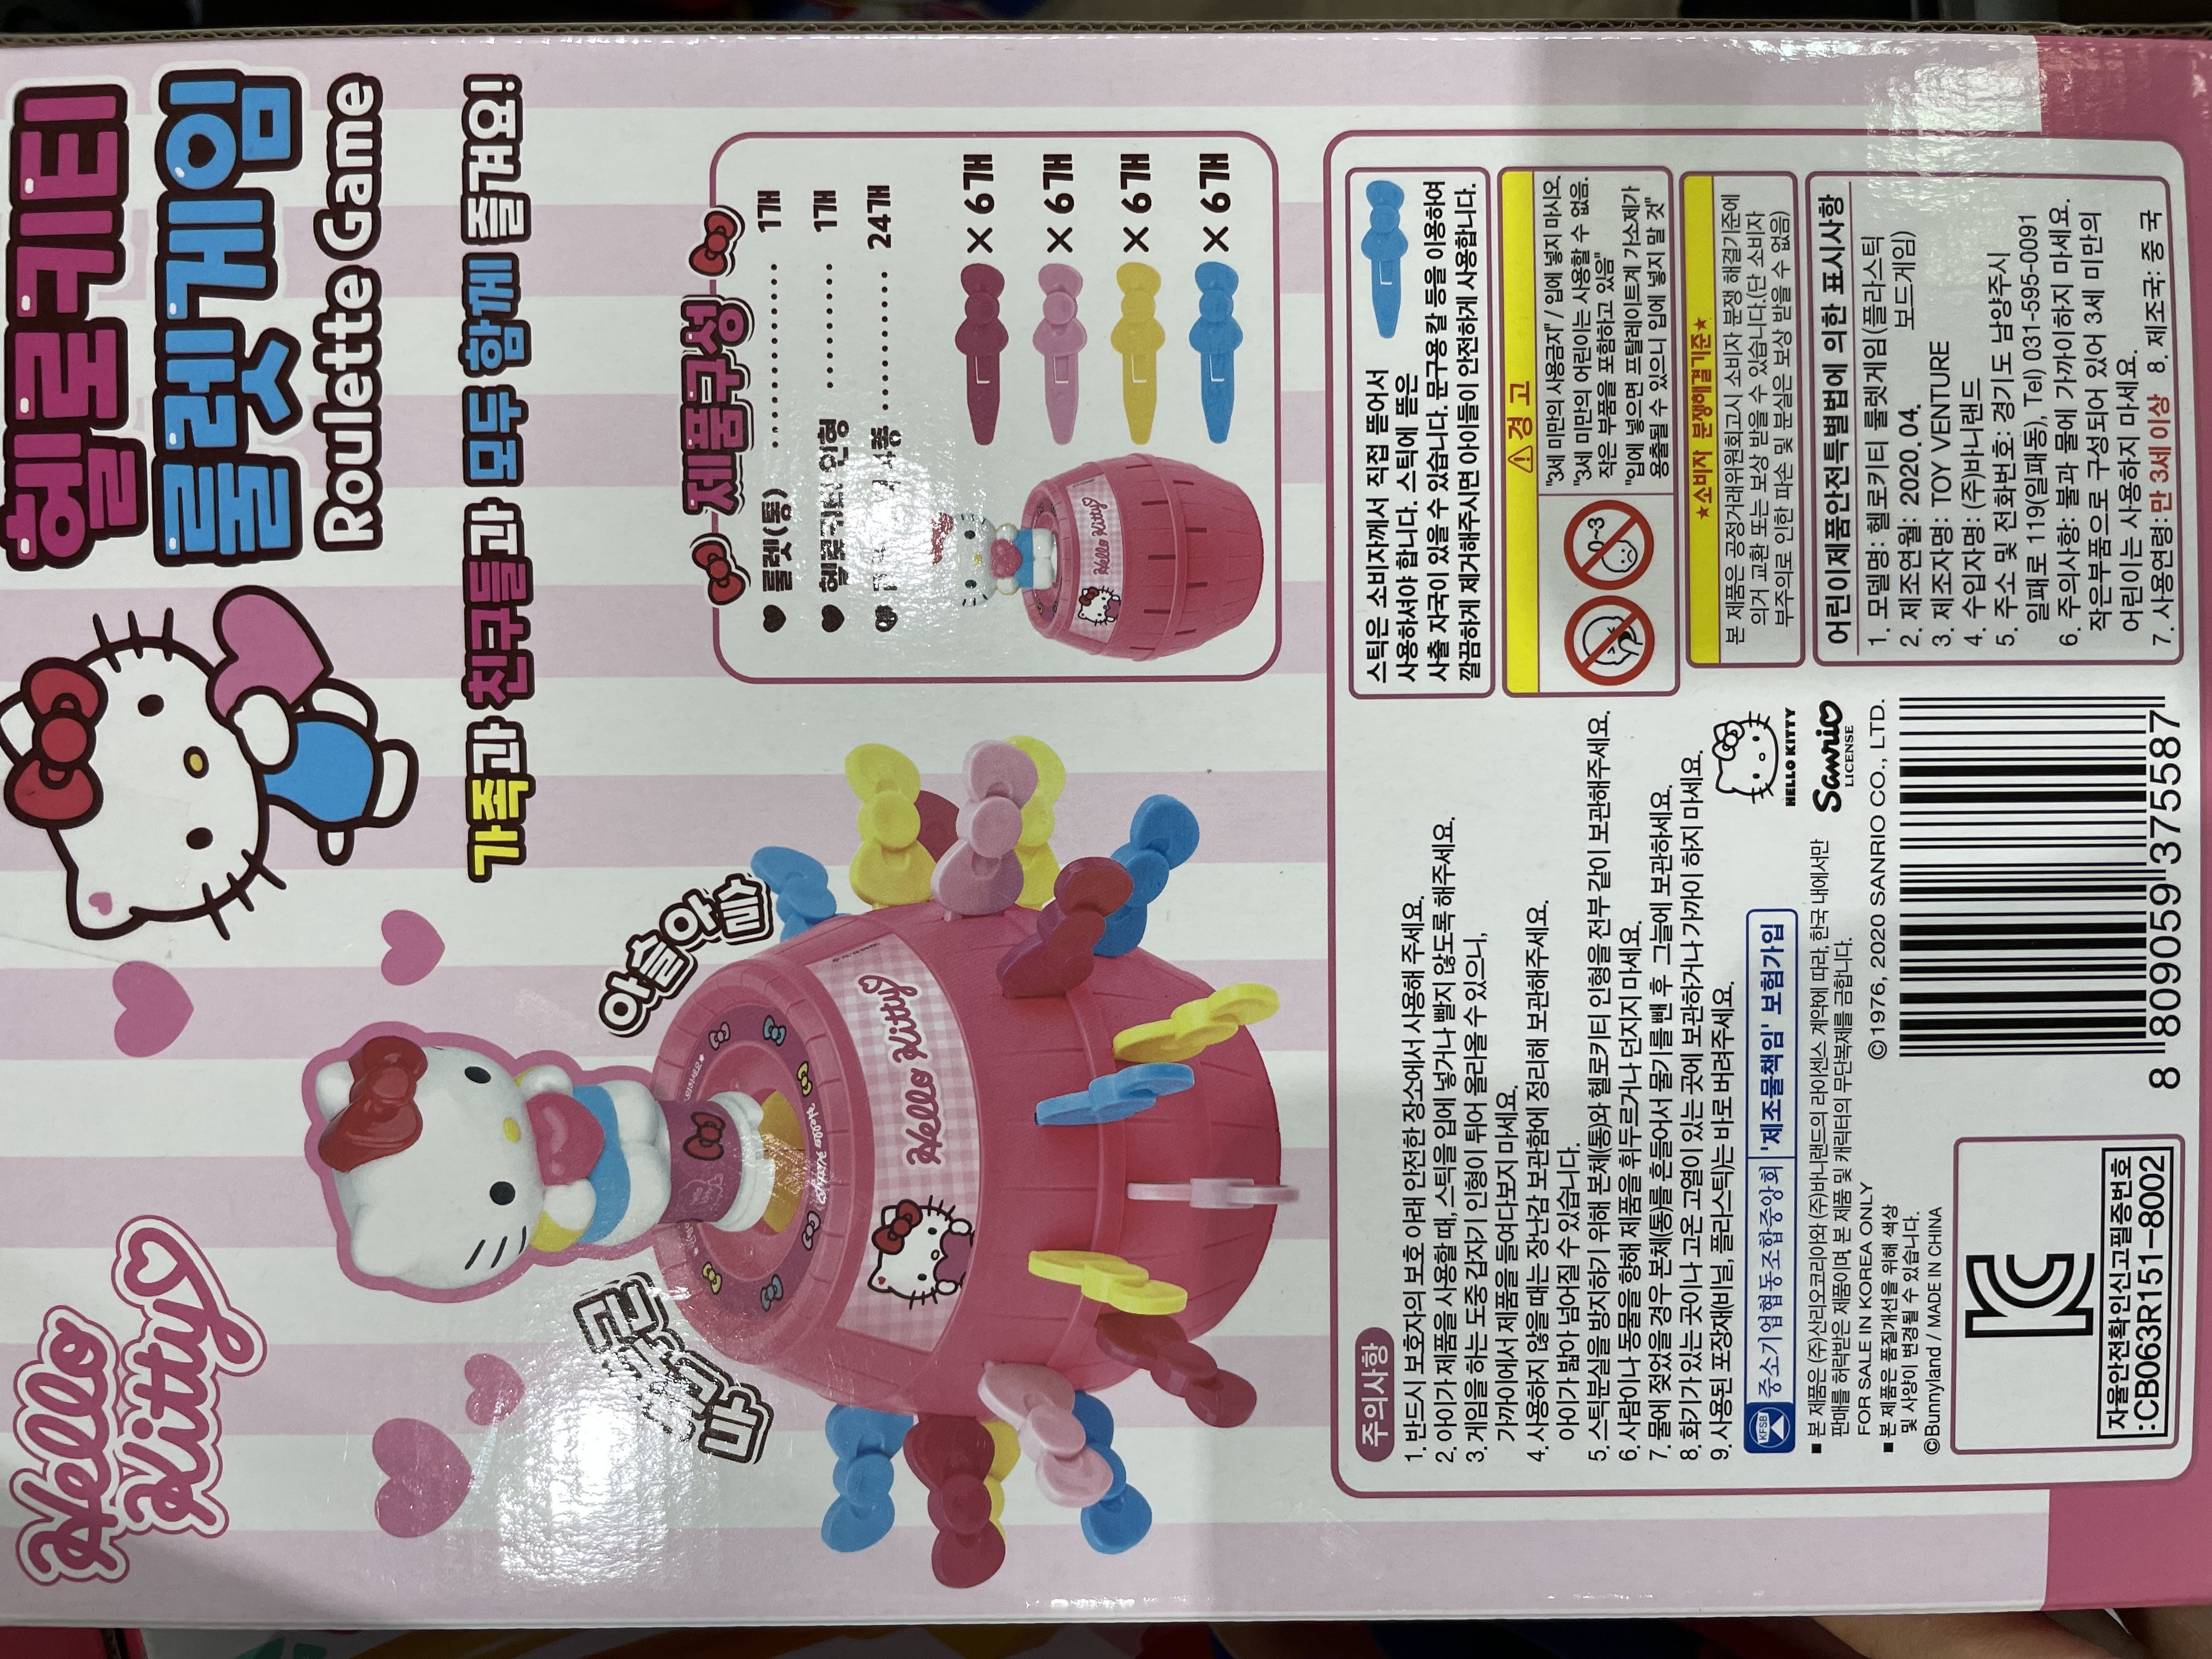 Hello
Kitty
헬로키티
룰렛게임
Roulette Game
가족과 친구들과 모두 함께 즐거요!
아슬아슬
제품구성
룰렛(통) 1개
헬로키티 인형 1개
24개
× 6개
× 6개
× 6개
× 6개
Hello Kitty
Hello Kitty
주의사항
1. 반드시 보호자의 보호 아래 안전한 장소에서 사용해 주세요.
2. 아이가 제품을 사용할 때, 스틱을 입에 넣거나 빨지 않도록 해주세요.
3. 게임을 하는 도중 갑자기 인형이 튀어 올라올 수 있으니,
가까이에서 제품을 들여다보지 마세요.
4. 사용하지 않을 때는 장난감 보관함에 정리해 보관해주세요.
아이가 밟아 넘어질 수 있습니다.
5. 스틱분실을 방지하기 위해 본체(통)와 헬로키티 인형을 전부 같이 보관해주세요.
6. 사람이나 동물을 향해 제품을 휘두르거나 던지지 마세요.
7. 물에 젖었을 경우 본체(통)를 흔들어서 물기를 뺀 후 그늘에 보관하세요.
8. 화기가 있는 곳이나 고온 고열이 있는 곳에 보관하거나 가까이 하지 마세요.
9. 사용된 포장재(비닐, 플라스틱)는 바로 버려주세요.
KFSB 중소기업협동조합중앙회 '제조물책임' 보험가입
■ 본 제품은 (주)산리오코리아와 (주)바니랜드의 라이센스 계약에 따라, 한국 내에서만
판매를 허락받은 제품이며, 본 제품 및 캐릭터의 무단복제를 금합니다.
FOR SALE IN KOREA ONLY
■ 본 제품은 품질개선을 위해 색상
및 사양이 변경될 수 있습니다.
©Bunnyland / MADE IN CHINA
HELLO KITTY
Sanrio
LICENSE
©1976, 2020 SANRIO CO., LTD.
8 809059 375587
자율안전확인신고필증번호
:CB063R151-8002
스틱은 소비자께서 직접 뜯어서
사용하셔야 합니다. 스틱에 뜯은
사출 자국이 있을 수 있습니다. 문구용칼 등을 이용하여
깔끔하게 제거해주시면 아이들이 안전하게 사용합니다.
⚠경 고
0~3
"3세 미만의 사용금지" / 입에 넣지 마시오.
"3세 미만의 어린이는 사용할 수 없음.
작은 부품을 포함하고 있음"
"입에 넣으면 프탈레이트계 가소제가
용출될 수 있으니 입에 넣지 말 것"
★소비자 분쟁해결기준★
본 제품은 공정거래위원회고시 소비자 분쟁 해결기준에
의거 교환 또는 보상 받을 수 있습니다.(단 소비자
부주의로 인한 파손 및 분실은 보상 받을 수 없음)
어린이제품안전특별법에 의한 표시사항
1. 모델명: 헬로키티 룰렛게임(플라스틱
보드게임)
2. 제조연월: 2020. 04.
3. 제조자명: TOY VENTURE
4. 수입자명: (주)바니랜드
5. 주소 및 전화번호: 경기도 남양주시
일패로 119(일패동), Tel) 031-595-0091
6. 주의사항: 불과 물에 가까이하지 마세요.
작은부품으로 구성되어 있어 3세 미만의
어린이는 사용하지 마세요.
7. 사용연령: 만 3세 이상 8. 제조국: 중 국